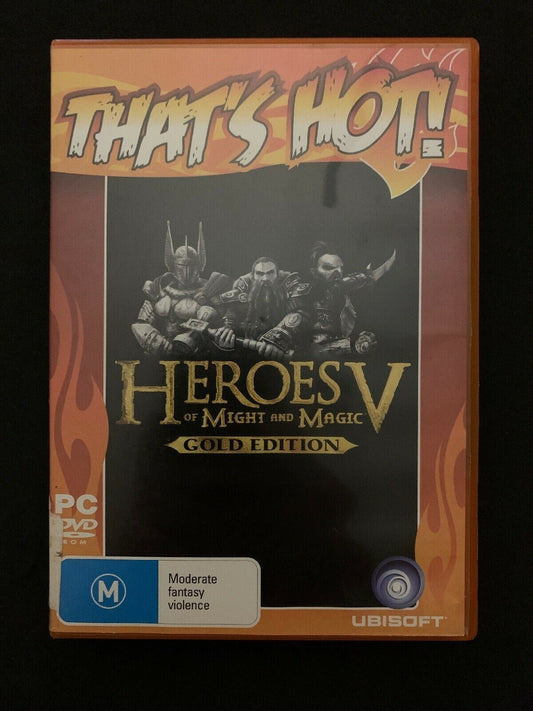 THAT'S HOT!
HEROES V
OF MIGHT AND MAGIC
GOLD EDITION
PC
DVD
ROM
M
Moderate
fantasy
violence
UBISOFT